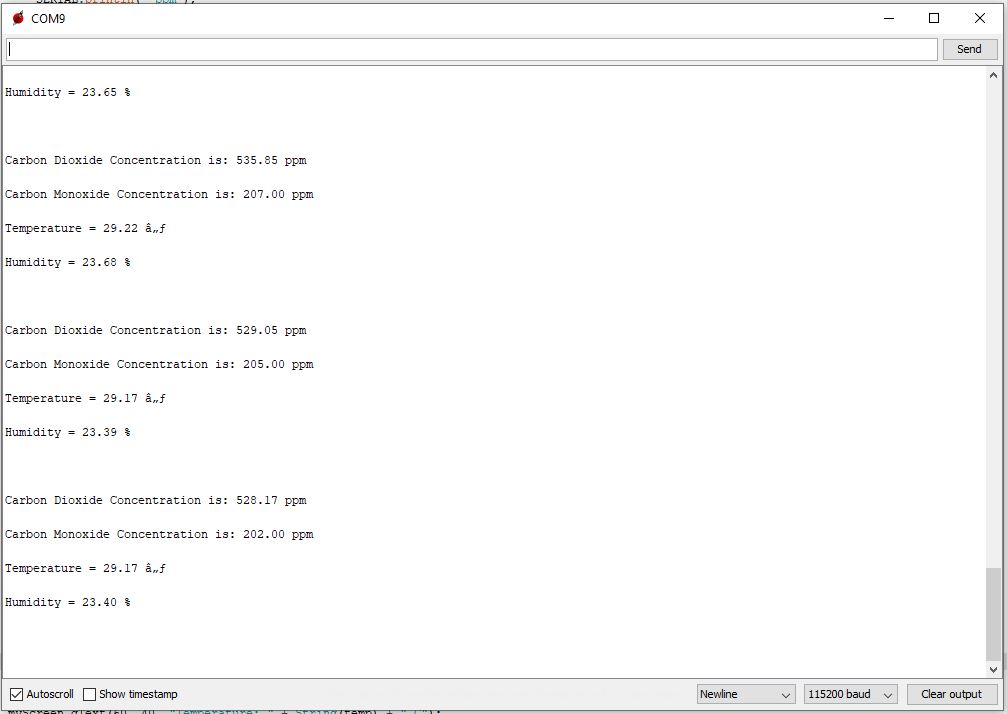 SERIAL.println(" ppm");
COM9
Send
Humidity = 23.65 %
Carbon Dioxide Concentration is: 535.85 ppm
Carbon Monoxide Concentration is: 207.00 ppm
Temperature = 29.22 â„ƒ
Humidity = 23.68 %
Carbon Dioxide Concentration is: 529.05 ppm
Carbon Monoxide Concentration is: 205.00 ppm
Temperature = 29.17 â„ƒ
Humidity = 23.39 %
Carbon Dioxide Concentration is: 528.17 ppm
Carbon Monoxide Concentration is: 202.00 ppm
Temperature = 29.17 â„ƒ
Humidity = 23.40 %
Autoscroll Show timestamp Newline 115200 baud Clear output